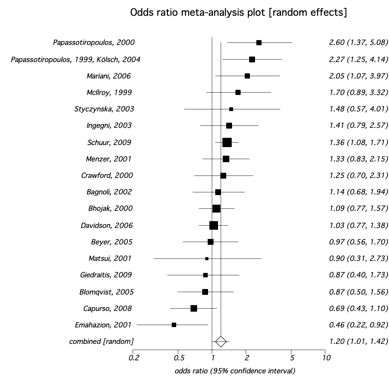 Odds ratio meta-analysis plot [random effects]
Papassotiropoulos, 2000 2.60 (1.37, 5.08)
Papassotiropoulos, 1999, Kölsch, 2004 2.27 (1.25, 4.14)
Mariani, 2006 2.05 (1.07, 3.97)
McIlroy, 1999 1.70 (0.89, 3.32)
Styczynska, 2003 1.48 (0.57, 4.01)
Ingegni, 2003 1.41 (0.79, 2.57)
Schuur, 2009 1.36 (1.08, 1.71)
Menzer, 2001 1.33 (0.83, 2.15)
Crawford, 2000 1.25 (0.70, 2.31)
Bagnoli, 2002 1.14 (0.68, 1.94)
Bhojak, 2000 1.09 (0.77, 1.57)
Davidson, 2006 1.03 (0.77, 1.38)
Beyer, 2005 0.97 (0.56, 1.70)
Matsui, 2001 0.90 (0.31, 2.73)
Giedraitis, 2009 0.87 (0.40, 1.73)
Blomqvist, 2005 0.87 (0.50, 1.56)
Capurso, 2008 0.69 (0.43, 1.10)
Emahazion, 2001 0.46 (0.22, 0.92)
combined [random] 1.20 (1.01, 1.42)
0.2 0.5 1 2 5 10
odds ratio (95% confidence interval)